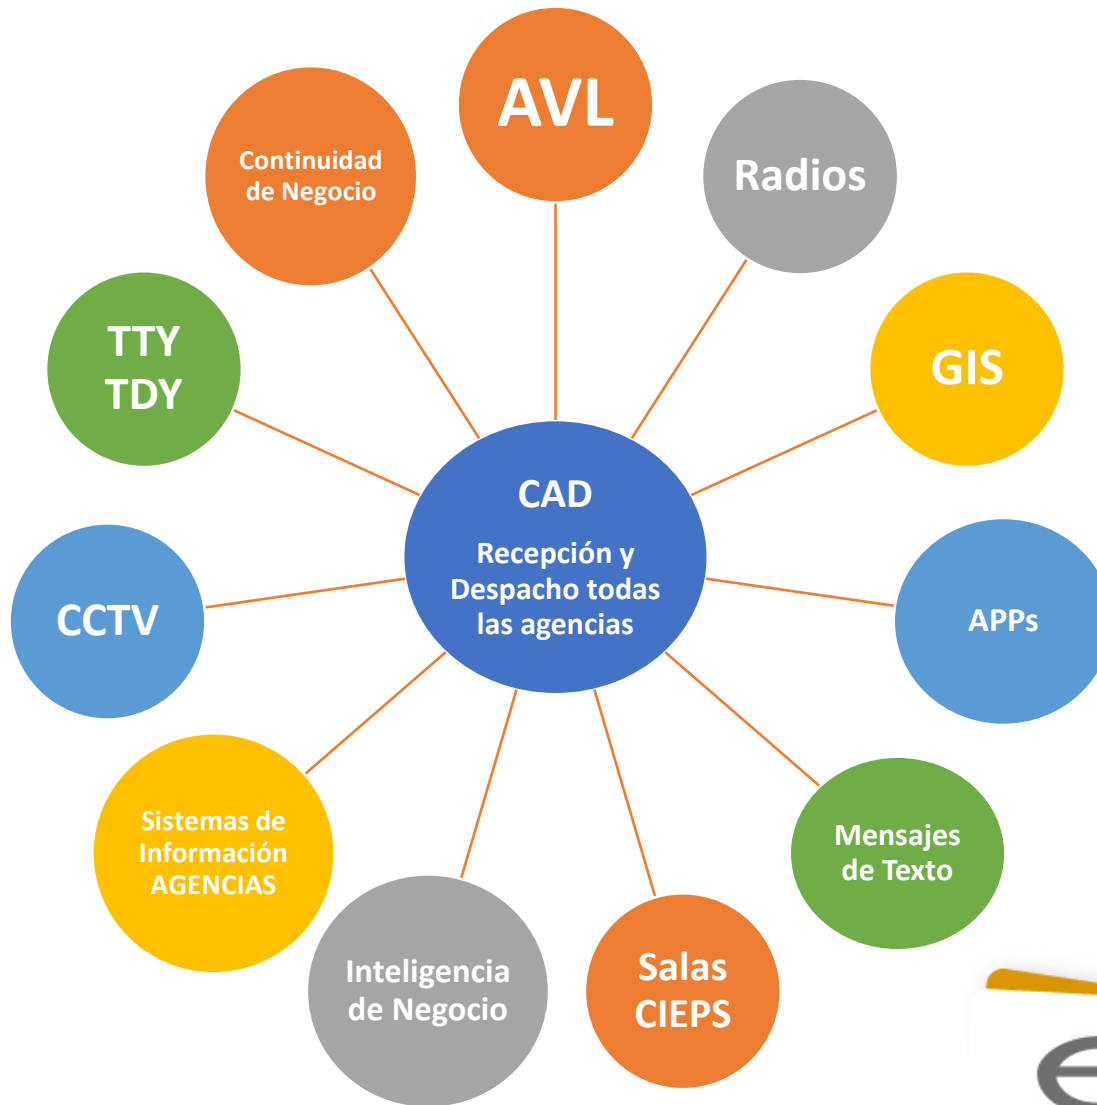 AVL
Continuidad
de Negocio
Radios
TTY
TDY
GIS
CAD
Recepción y
Despacho todas
las agencias
CCTV
APPs
Sistemas de
Información
AGENCIAS
Mensajes
de Texto
Inteligencia
de Negocio
Salas
CIEPS